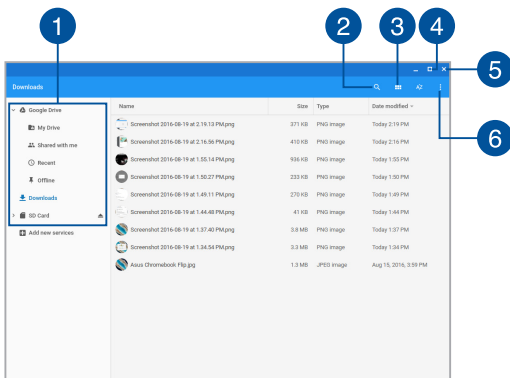 1
2
3
4
5
6
Downloads
AZ
Name Size Type Date modified
Google Drive
My Drive
Shared with me
Recent
Offline
Downloads
SD Card
Add new services
Screenshot 2016-08-19 at 2.19.13 PM.png 371 KB PNG image Today 2:19 PM
Screenshot 2016-08-19 at 2.16.56 PM.png 410 KB PNG image Today 2:16 PM
Screenshot 2016-08-19 at 1.55.14 PM.png 936 KB PNG image Today 1:55 PM
Screenshot 2016-08-19 at 1.50.27 PM.png 233 KB PNG image Today 1:50 PM
Screenshot 2016-08-19 at 1.49.11 PM.png 270 KB PNG image Today 1:49 PM
Screenshot 2016-08-19 at 1.44.48 PM.png 41 KB PNG image Today 1:44 PM
Screenshot 2016-08-19 at 1.37.40 PM.png 3.8 MB PNG image Today 1:37 PM
Screenshot 2016-08-19 at 1.34.54 PM.png 3.3 MB PNG image Today 1:34 PM
Asus Chromebook Flip.jpg 1.3 MB JPEG image Aug 15, 2016, 3:59 PM